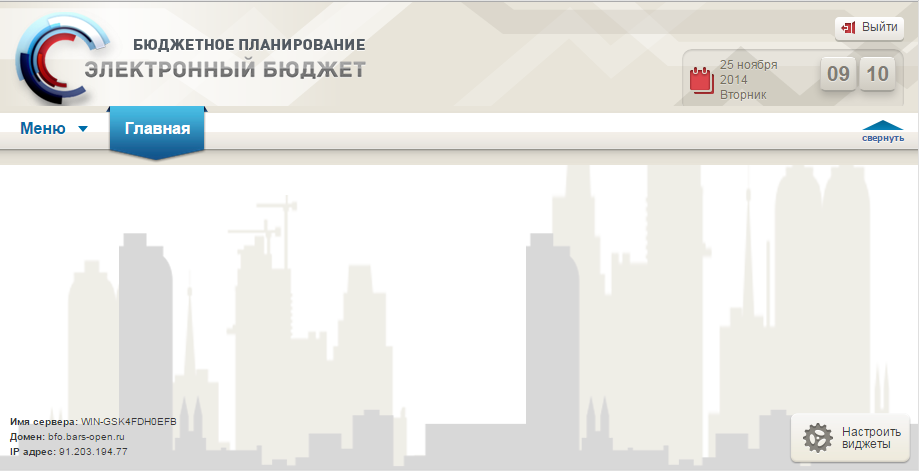 БЮДЖЕТНОЕ ПЛАНИРОВАНИЕ
ЭЛЕКТРОННЫЙ БЮДЖЕТ
Выйти
25 ноября
2014
Вторник
09 10
Меню
Главная
свернуть
Имя сервера: WIN-GSK4FDH0EFB
Домен: bfo.bars-open.ru
IP адрес: 91.203.194.77
Настроить
виджеты